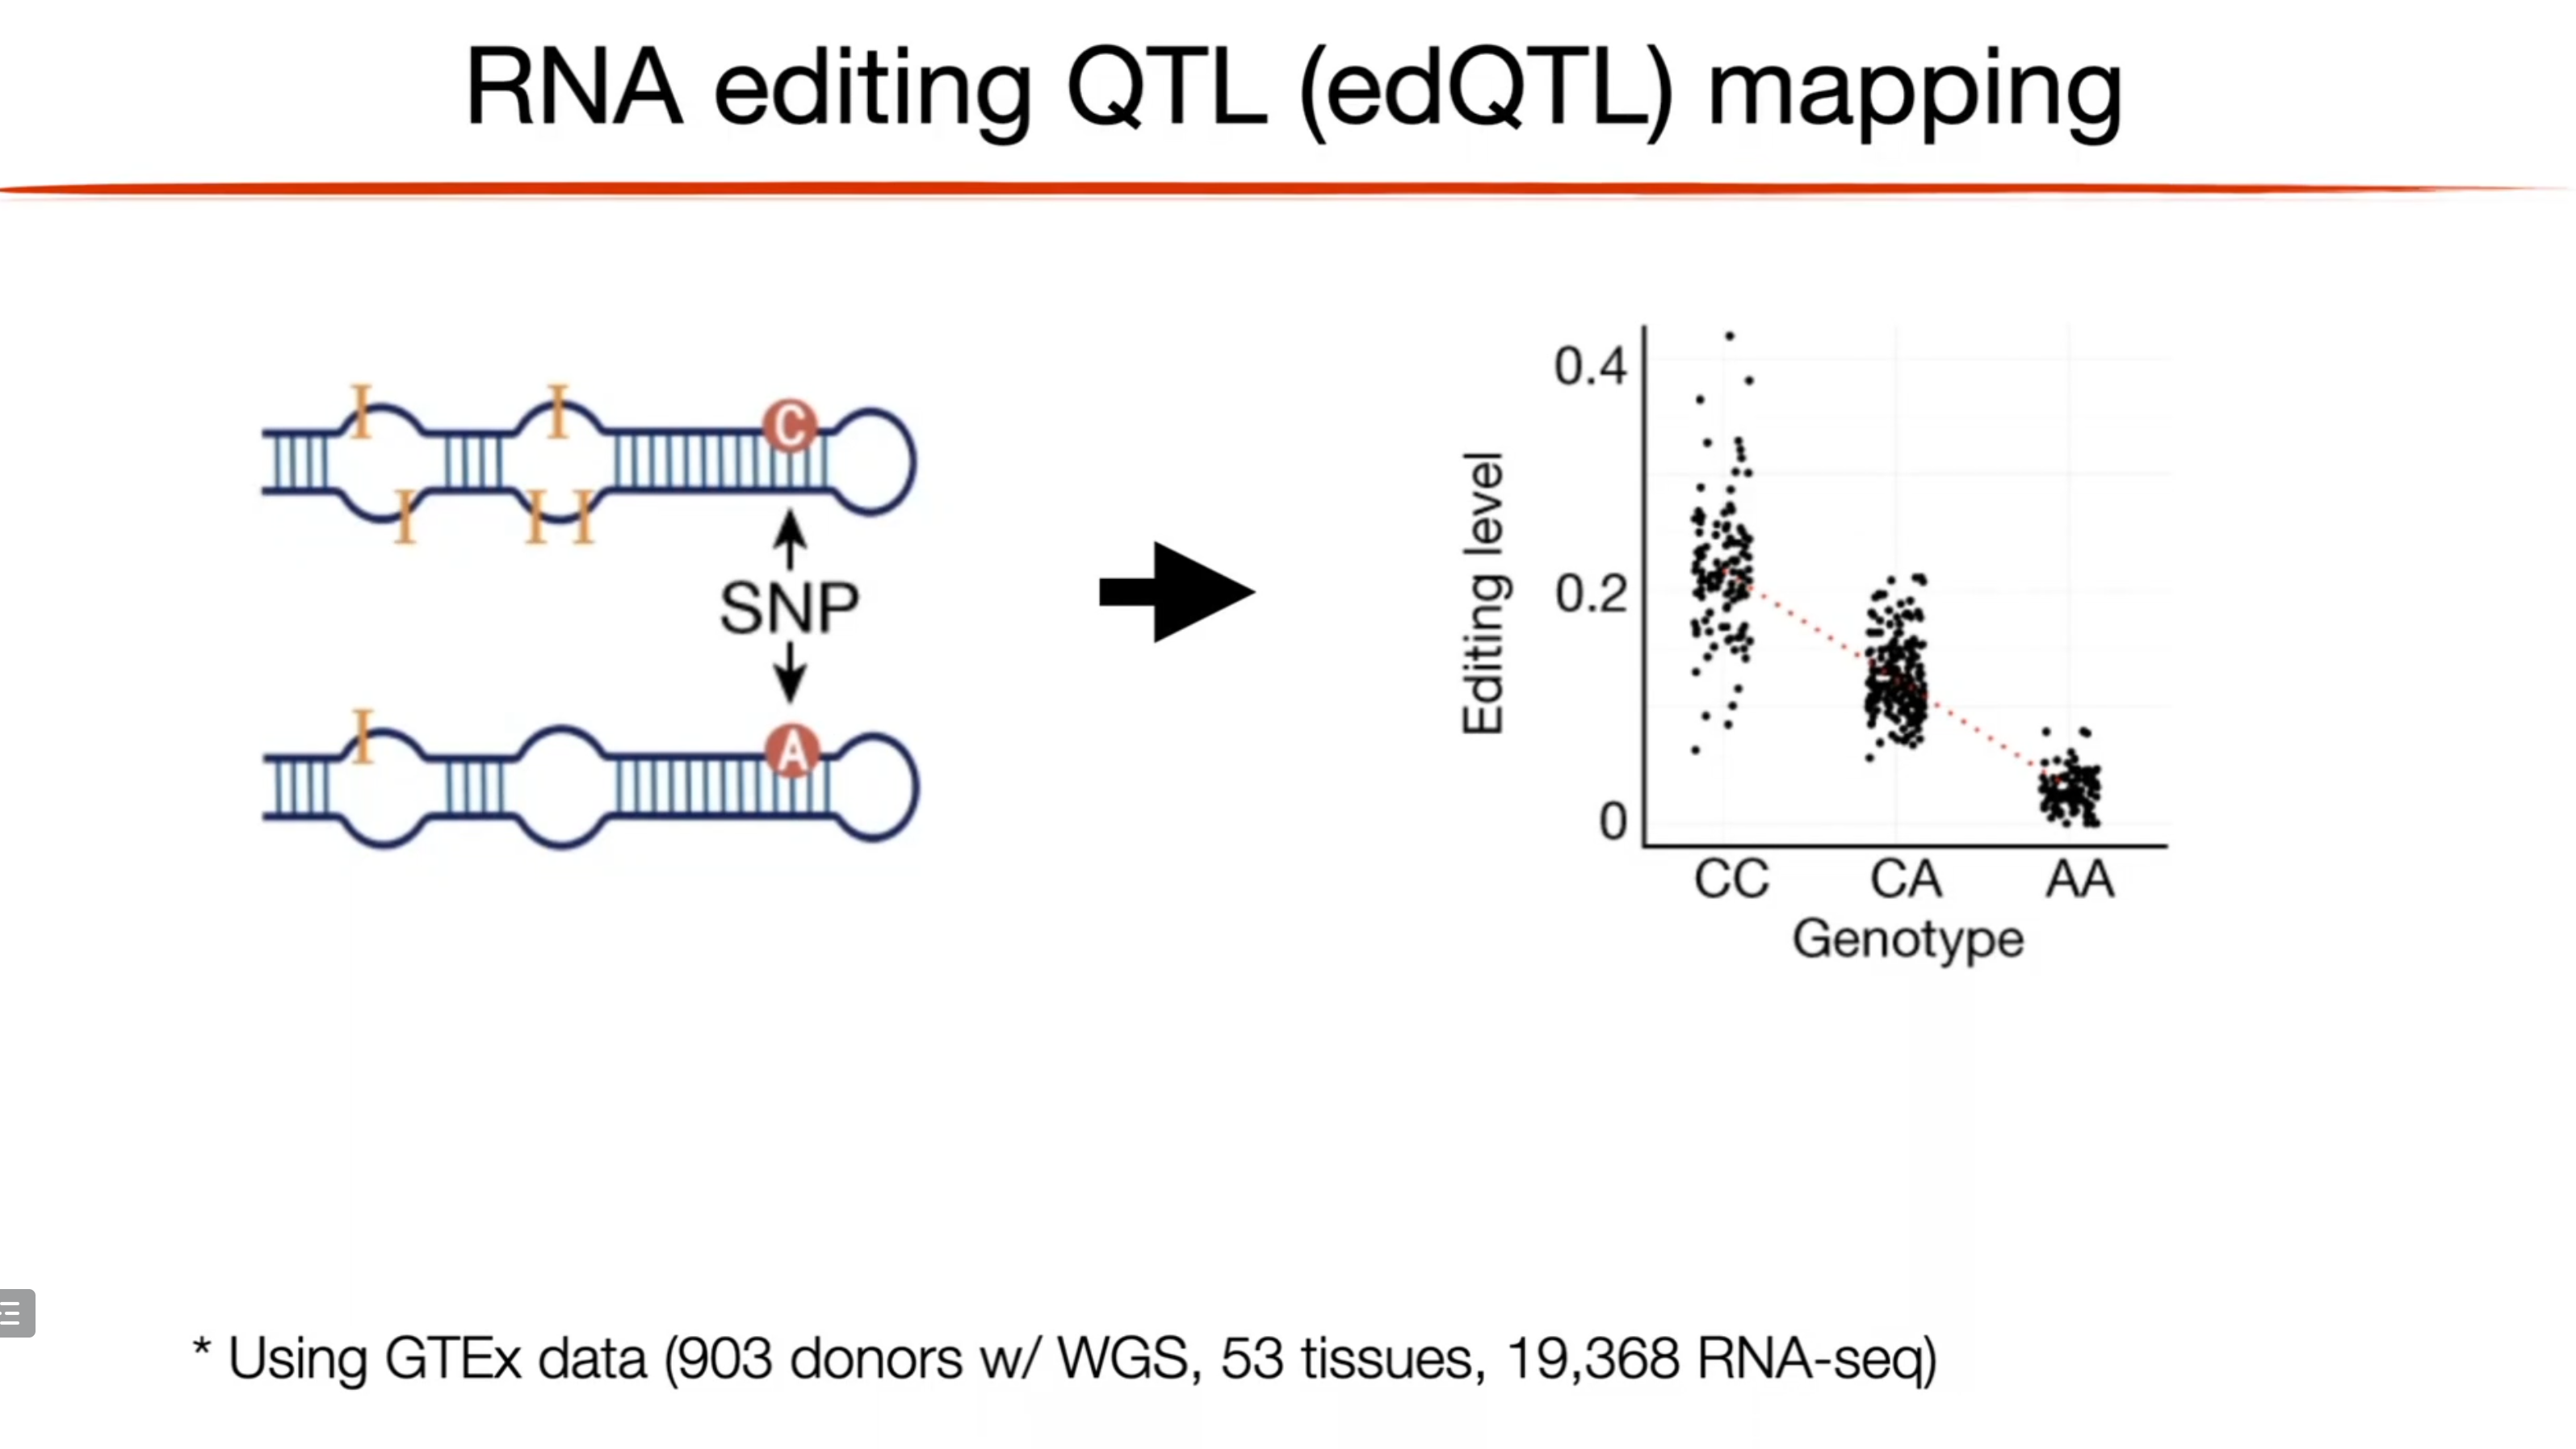 RNA editing QTL (edQTL) mapping
I I
C
I I I
SNP
I
A
Editing level
0.4
0.2
0
CC CA AA
Genotype
* Using GTEx data (903 donors w/ WGS, 53 tissues, 19,368 RNA-seq)